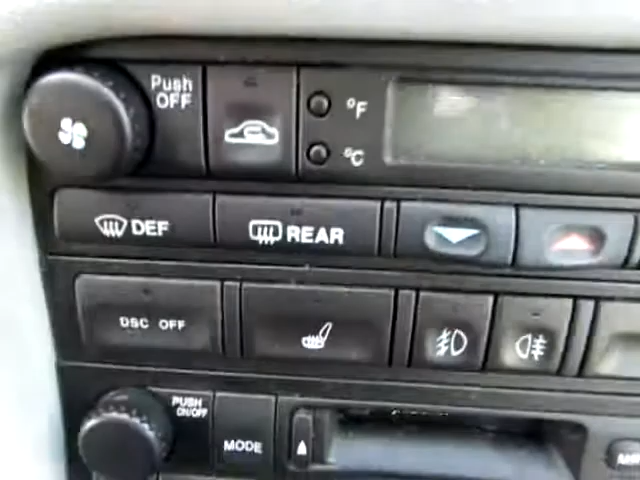 Push
OFF
°F
°C
DEF
REAR
DSC OFF
PUSH
ON/OFF
MODE